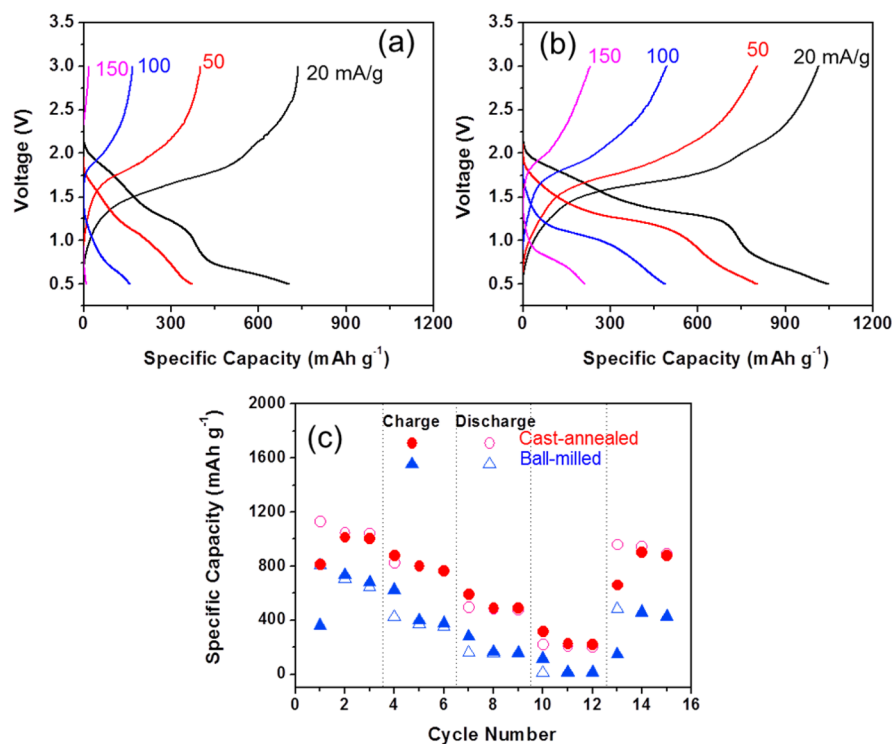 (a)
150 100 50 20 mA/g
3.5
3.0
2.5
2.0
1.5
1.0
0.5
Voltage (V)
0 300 600 900 1200
Specific Capacity (mAh g⁻¹)
(b)
150 100 50
20 mA/g
3.5
3.0
2.5
2.0
1.5
1.0
0.5
Voltage (V)
0 300 600 900 1200
Specific Capacity (mAh g⁻¹)
(c)
Charge Discharge
Cast-annealed
Ball-milled
2000
1600
1200
800
400
0
Specific Capacity (mAh g⁻¹)
0 2 4 6 8 10 12 14 16
Cycle Number